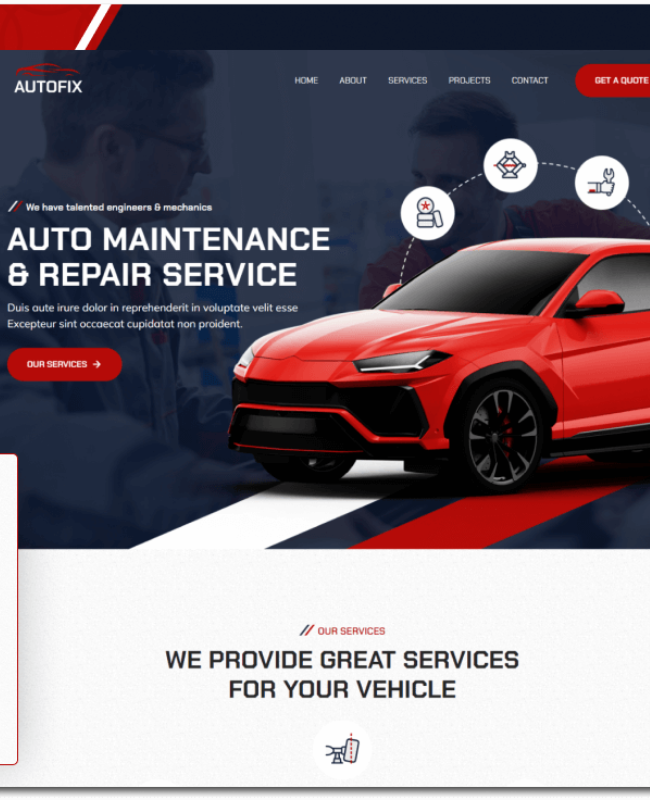 AUTOFIX
HOME ABOUT SERVICES PROJECTS CONTACT GET A QUOTE
We have talented engineers & mechanics
AUTO MAINTENANCE
& REPAIR SERVICE
Duis aute irure dolor in reprehenderit in voluptate velit esse
Excepteur sint occaecat cupidatat non proident.
OUR SERVICES
OUR SERVICES
WE PROVIDE GREAT SERVICES
FOR YOUR VEHICLE